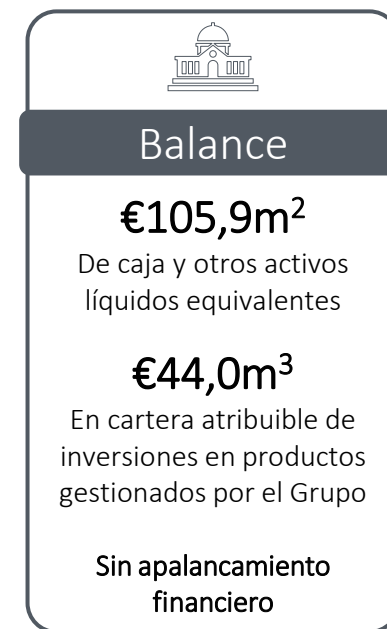 Balance
€105,9m²
De caja y otros activos
líquidos equivalentes
€44,0m³
En cartera atribuible de
inversiones en productos
gestionados por el Grupo
Sin apalancamiento
financiero